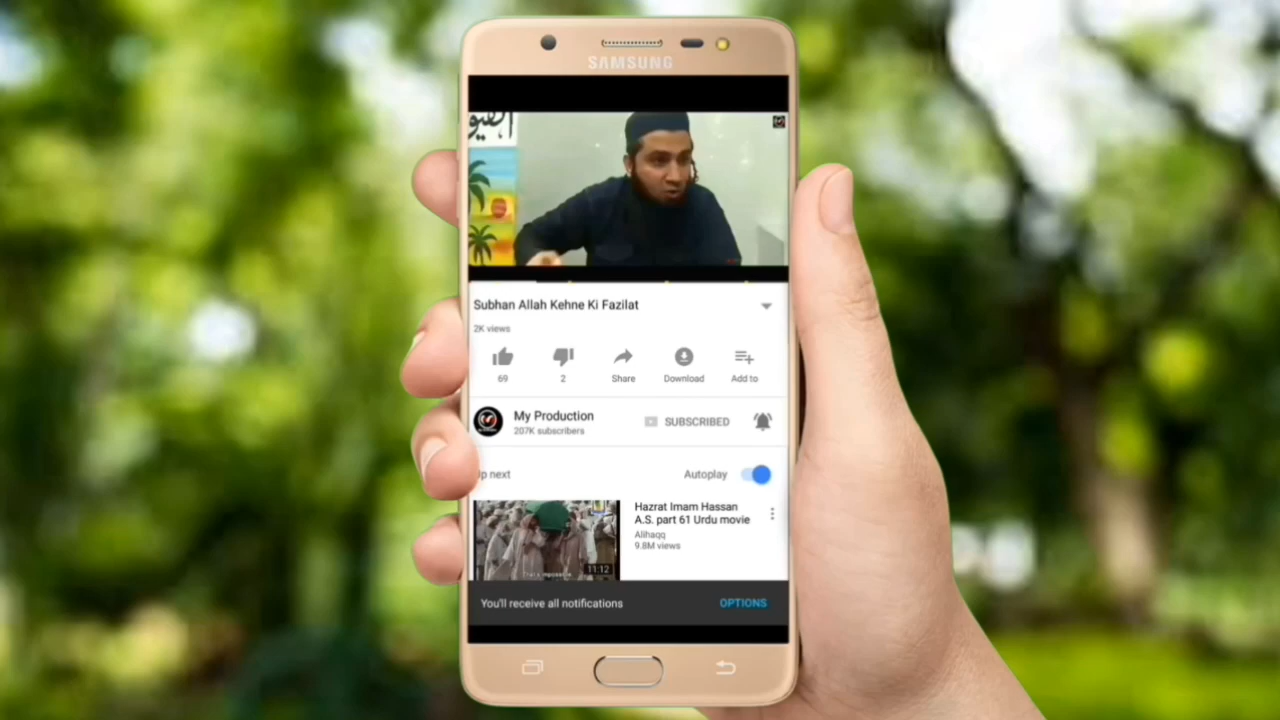 SAMSUNG
Subhan Allah Kehne Ki Fazilat
2K views
69
2
Share
Download
Add to
My Production
207K subscribers
SUBSCRIBED
p next
Autoplay
Hazrat Imam Hassan
A.S. part 61 Urdu movie
Alihaqq
9.8M views
That's impossible
11:12
You'll receive all notifications
OPTIONS